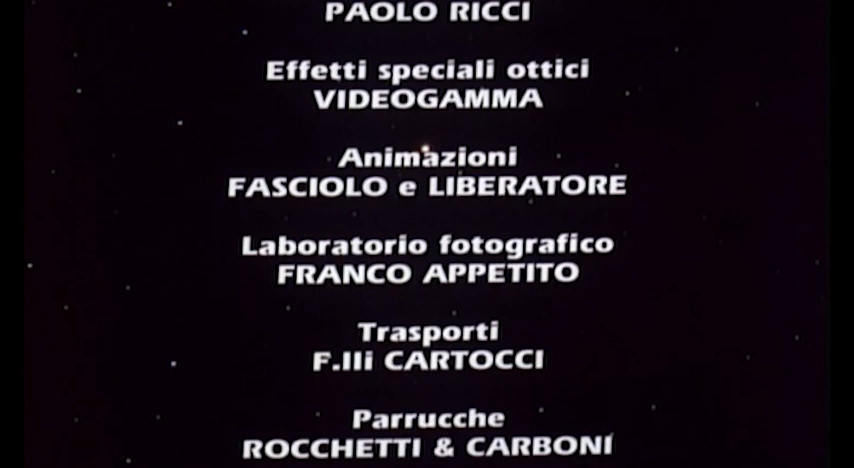 PAOLO RICCI
Effetti speciali ottici
VIDEOGAMMA
Animazioni
FASCIOLO e LIBERATORE
Laboratorio fotografico
FRANCO APPETITO
Trasporti
F.lli CARTOCCI
Parrucche
ROCCHETTI & CARBONI